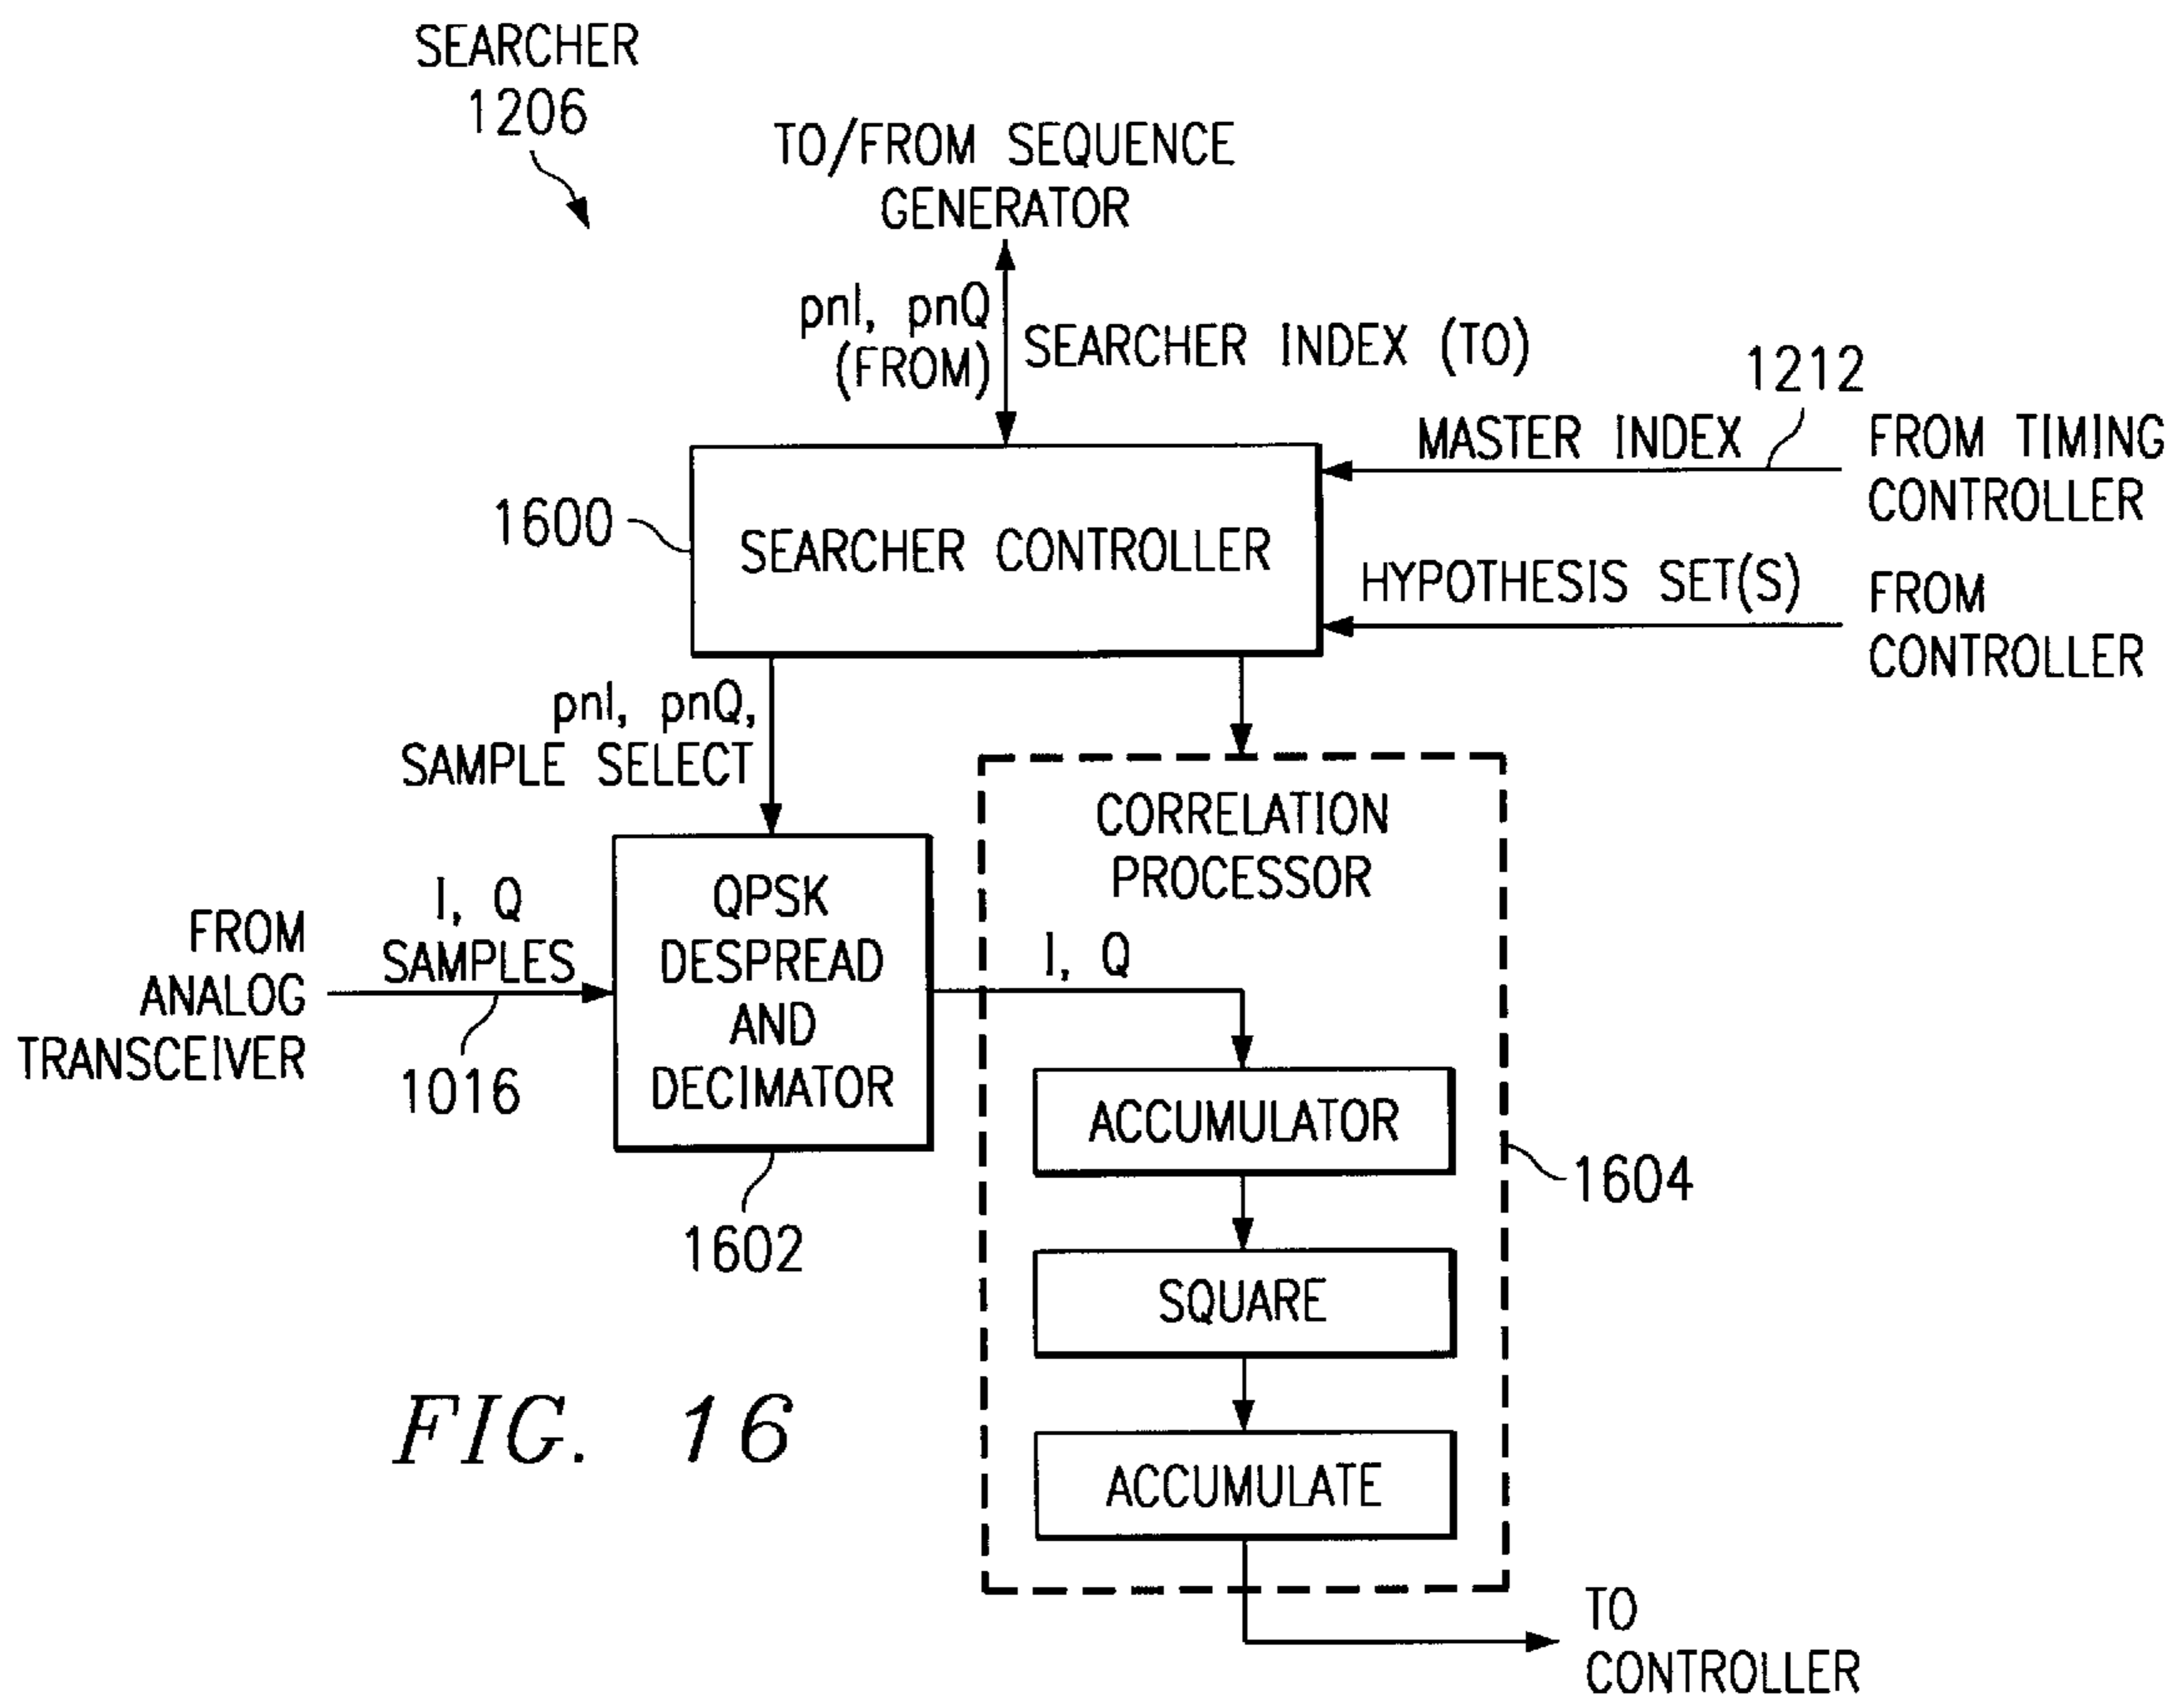 SEARCHER
1206
TO/FROM SEQUENCE
GENERATOR
pnI, pnQ
(FROM)
SEARCHER INDEX (TO)
1212
MASTER INDEX
FROM TIMING
CONTROLLER
1600
SEARCHER CONTROLLER
HYPOTHESIS SET(S)
FROM
CONTROLLER
pnI, pnQ,
SAMPLE SELECT
CORRELATION
PROCESSOR
FROM
ANALOG
TRANSCEIVER
I, Q
SAMPLES
1016
QPSK
DESPREAD
AND
DECIMATOR
1602
I, Q
ACCUMULATOR
1604
SQUARE
ACCUMULATE
FIG. 16
TO
CONTROLLER